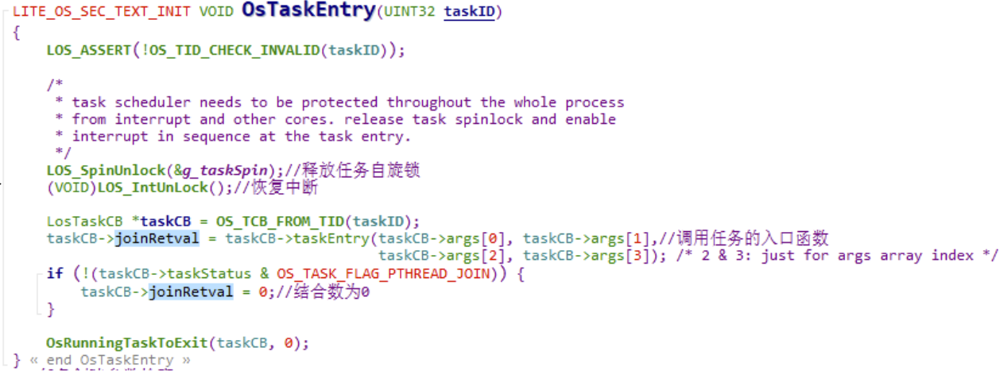 LITE_OS_SEC_TEXT_INIT VOID OsTaskEntry(UINT32 taskID)
{
LOS_ASSERT(!OS_TID_CHECK_INVALID(taskID));
/*
* task scheduler needs to be protected throughout the whole process
* from interrupt and other cores. release task spinlock and enable
* interrupt in sequence at the task entry.
*/
LOS_SpinUnlock(&g_taskSpin);//释放任务自旋锁
(VOID)LOS_IntUnLock();//恢复中断
LosTaskCB *taskCB = OS_TCB_FROM_TID(taskID);
taskCB->joinRetval = taskCB->taskEntry(taskCB->args[0], taskCB->args[1],//调用任务的入口函数
taskCB->args[2], taskCB->args[3]); /* 2 & 3: just for args array index */
if (!(taskCB->taskStatus & OS_TASK_FLAG_PTHREAD_JOIN)) {
taskCB->joinRetval = 0;//结合数为0
}
OsRunningTaskToExit(taskCB, 0);
} « end OsTaskEntry »